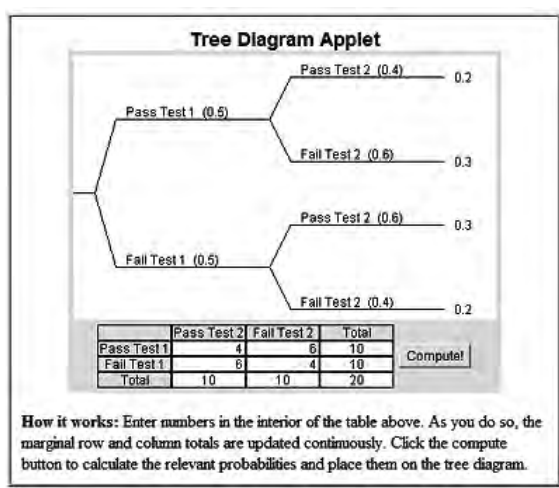 Tree Diagram Applet
Pass Test 2 (0.4) 0.2
Pass Test 1 (0.5)
Fail Test 2 (0.6) 0.3
Pass Test 2 (0.6) 0.3
Fail Test 1 (0.5)
Fail Test 2 (0.4) 0.2
Pass Test 2 Fail Test 2 Total
Pass Test 1 4 6 10
Fail Test 1 6 4 10
Total 10 10 20
Compute!
How it works: Enter numbers in the interior of the table above. As you do so, the
marginal row and column totals are updated continuously. Click the compute
button to calculate the relevant probabilities and place them on the tree diagram.